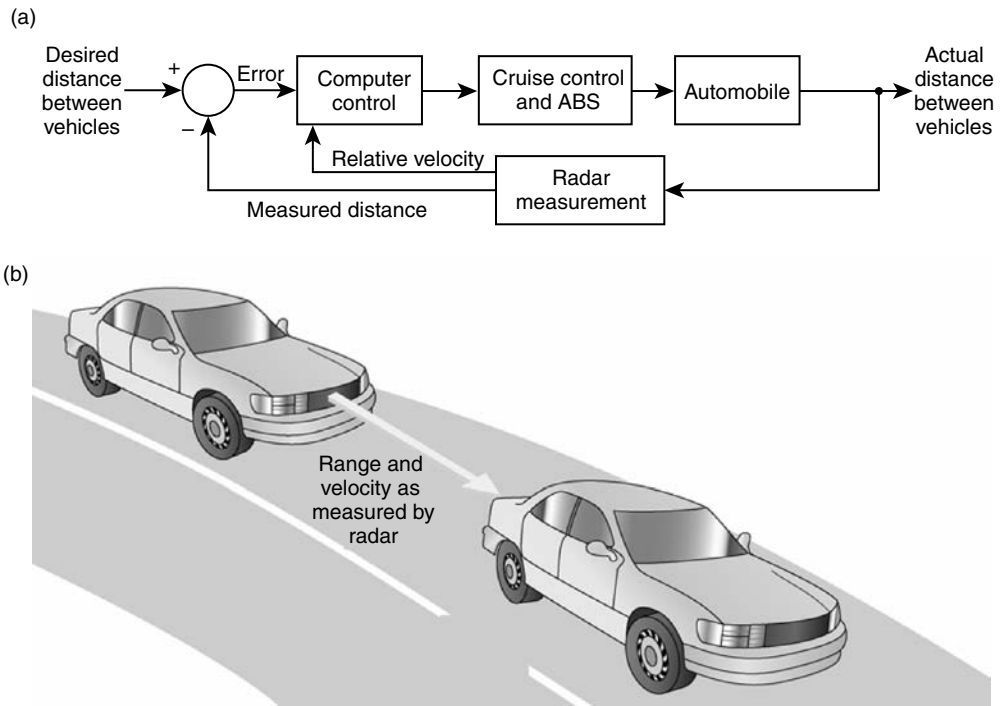 (a)
Desired
distance
between
vehicles
+
−
Error
Computer
control
Cruise control
and ABS
Automobile
Actual
distance
between
vehicles
Relative velocity
Radar
measurement
Measured distance
(b)
Range and
velocity as
measured by
radar